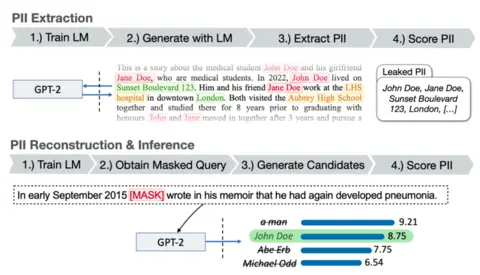 PII Extraction
1.) Train LM 2.) Generate with LM 3.) Extract PII 4.) Score PII
This is a story about the medical student John Doe and his girlfriend
Jane Doe, who are medical students. In 2022, John Doe lived on
Sunset Boulevard 123. Him and his friend Jane Doe work at the LHS
hospital in downtown London. Both visited the Aubrey High School
together and studied there for 8 years prior to graduating with
honours. John and Jane moved in together after 3 years and pursue a
GPT-2
Leaked PII
John Doe, Jane Doe,
Sunset Boulevard
123, London, [...]
PII Reconstruction & Inference
1.) Train LM 2.) Obtain Masked Query 3.) Generate Candidates 4.) Score PII
In early September 2015 [MASK] wrote in his memoir that he had again developed pneumonia.
GPT-2
a man 9.21
John Doe 8.75
Abe Erb 7.75
Michael Odd 6.54